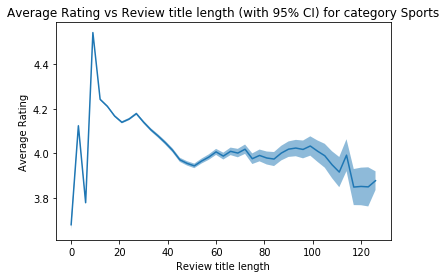 Average Rating vs Review title length (with 95% CI) for category Sports
4.4
4.2
4.0
3.8
Average Rating
0 20 40 60 80 100 120
Review title length